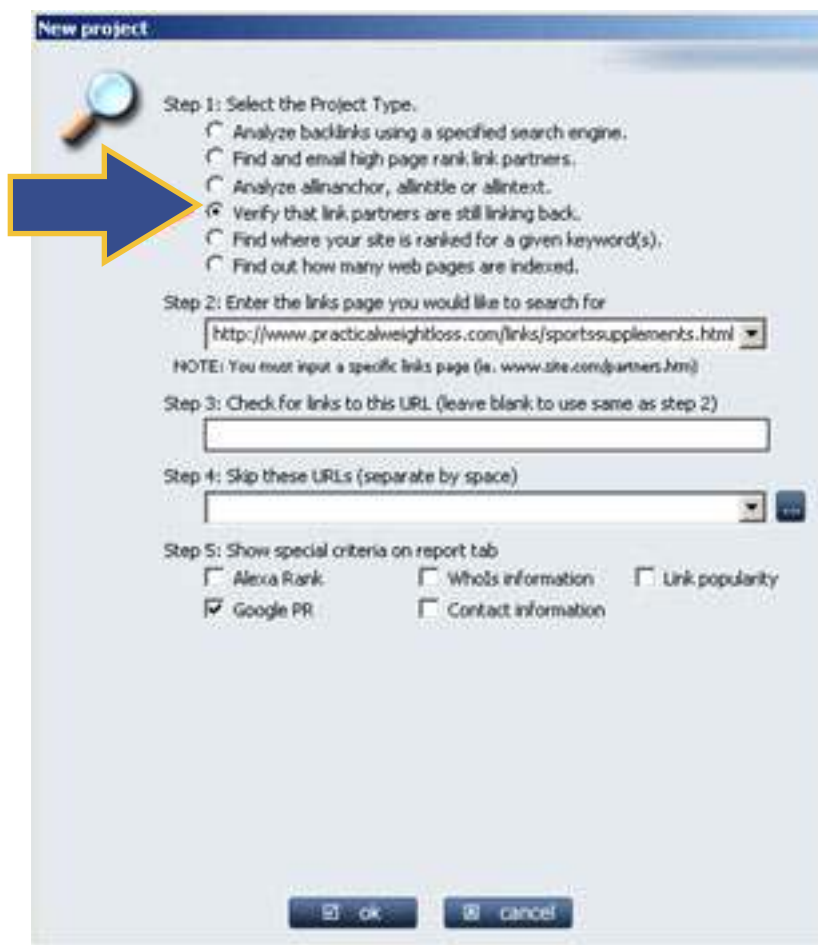 New project
Step 1: Select the Project Type.
Analyze backlinks using a specified search engine.
Find and email high page rank link partners.
Analyze allinanchor, allintitle or allintext.
Verify that link partners are still linking back.
Find where your site is ranked for a given keyword(s).
Find out how many web pages are indexed.
Step 2: Enter the links page you would like to search for
http://www.practicalweightloss.com/links/sportssupplements.html
NOTE: You must input a specific links page (ie. www.site.com/partners.htm)
Step 3: Check for links to this URL (leave blank to use same as step 2)
Step 4: Skip these URLs (separate by space)
...
Step 5: Show special criteria on report tab
Alexa Rank WhoIs information Link popularity
Google PR Contact information
ok cancel